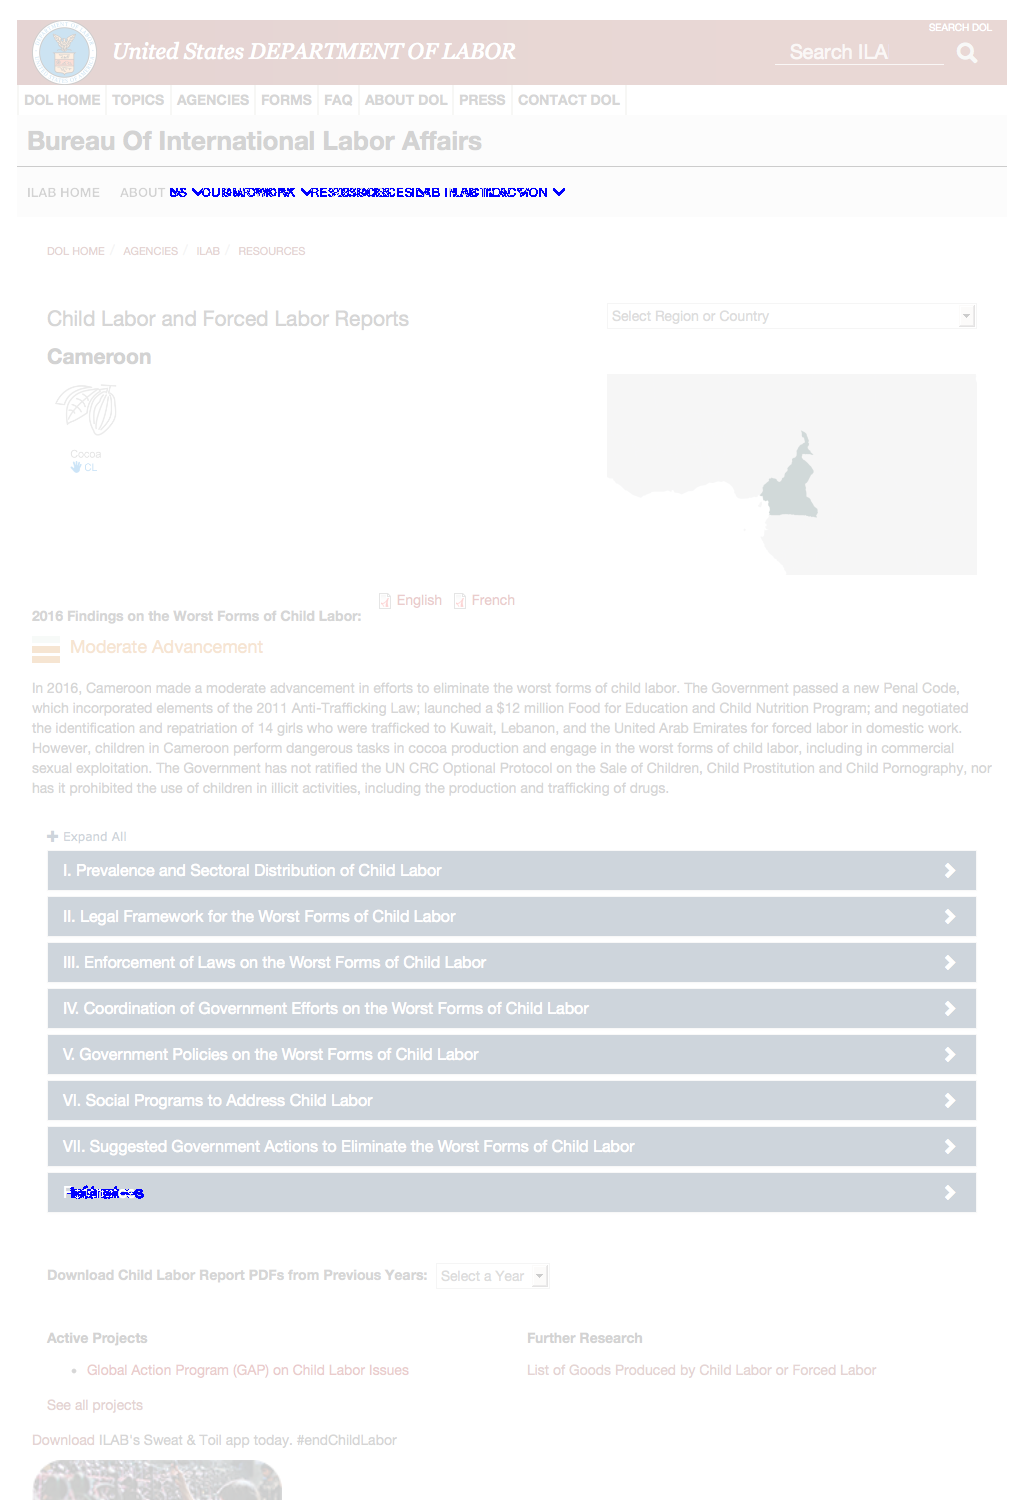 SEARCH DOL
United States DEPARTMENT OF LABOR
Search ILA
DOL HOME TOPICS AGENCIES FORMS FAQ ABOUT DOL PRESS CONTACT DOL
Bureau Of International Labor Affairs
ILAB HOME ABOUT
DOL HOME / AGENCIES / ILAB / RESOURCES
Child Labor and Forced Labor Reports
Select Region or Country
Cameroon
Cocoa
CL
English French
2016 Findings on the Worst Forms of Child Labor:
Moderate Advancement
In 2016, Cameroon made a moderate advancement in efforts to eliminate the worst forms of child labor. The Government passed a new Penal Code,
which incorporated elements of the 2011 Anti-Trafficking Law; launched a $12 million Food for Education and Child Nutrition Program; and negotiated
the identification and repatriation of 14 girls who were trafficked to Kuwait, Lebanon, and the United Arab Emirates for forced labor in domestic work.
However, children in Cameroon perform dangerous tasks in cocoa production and engage in the worst forms of child labor, including in commercial
sexual exploitation. The Government has not ratified the UN CRC Optional Protocol on the Sale of Children, Child Prostitution and Child Pornography, nor
has it prohibited the use of children in illicit activities, including the production and trafficking of drugs.
Expand All
I. Prevalence and Sectoral Distribution of Child Labor
II. Legal Framework for the Worst Forms of Child Labor
III. Enforcement of Laws on the Worst Forms of Child Labor
IV. Coordination of Government Efforts on the Worst Forms of Child Labor
V. Government Policies on the Worst Forms of Child Labor
VI. Social Programs to Address Child Labor
VII. Suggested Government Actions to Eliminate the Worst Forms of Child Labor
Download Child Labor Report PDFs from Previous Years: Select a Year
Active Projects
• Global Action Program (GAP) on Child Labor Issues
See all projects
Further Research
List of Goods Produced by Child Labor or Forced Labor
Download ILAB's Sweat & Toil app today. #endChildLabor